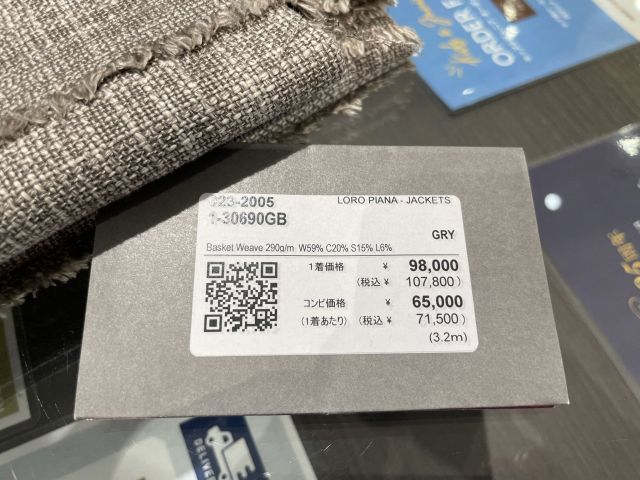 ORDER F
023-2005
LORO PIANA - JACKETS
1-30690GB
GRY
Basket Weave 290g/m W59% C20% S15% L6%
1着価格 ¥ 98,000
(税込 ¥ 107,800)
コンビ価格 ¥ 65,000
(1着あたり) (税込 ¥ 71,500)
(3.2m)
DELIVER